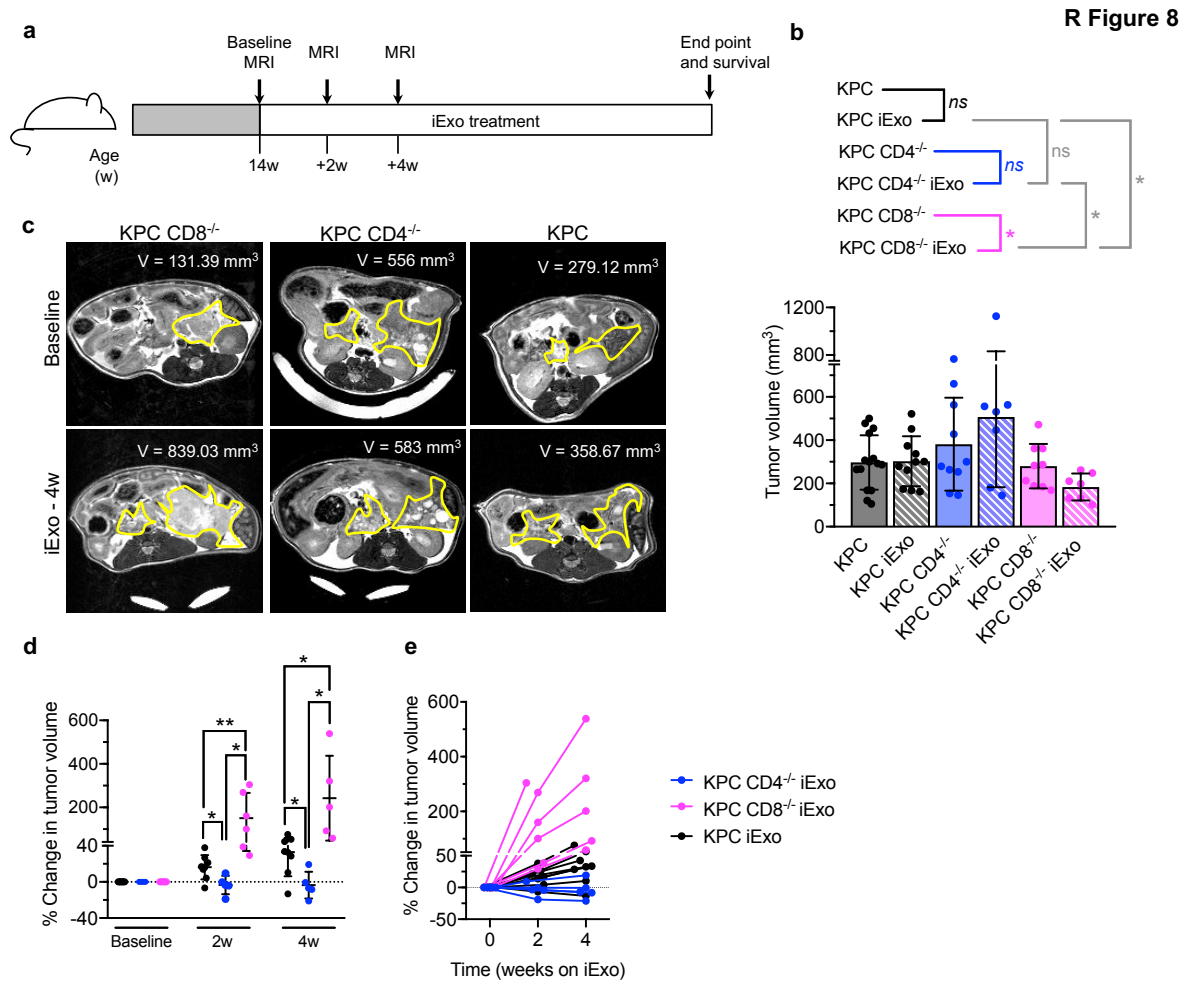 R Figure 8
a
Baseline
MRI
MRI
MRI
End point
and survival
iExo treatment
Age
(w)
14w
+2w
+4w
b
KPC
KPC iExo
KPC CD4-/-
KPC CD4-/- iExo
KPC CD8-/-
KPC CD8-/- iExo
ns
ns
*
ns
*
*
Tumor volume (mm3)
1200
800
600
400
200
0
KPC
KPC iExo
KPC CD4-/-
KPC CD4-/- iExo
KPC CD8-/-
KPC CD8-/- iExo
c
KPC CD8-/-
KPC CD4-/-
KPC
Baseline
V = 131.39 mm3
V = 556 mm3
V = 279.12 mm3
iExo - 4w
V = 839.03 mm3
V = 583 mm3
V = 358.67 mm3
d
% Change in tumor volume
600
400
200
40
0
-40
*
**
*
*
*
*
Baseline
2w
4w
e
% Change in tumor volume
600
400
200
50
0
-50
0
2
4
Time (weeks on iExo)
KPC CD4-/- iExo
KPC CD8-/- iExo
KPC iExo